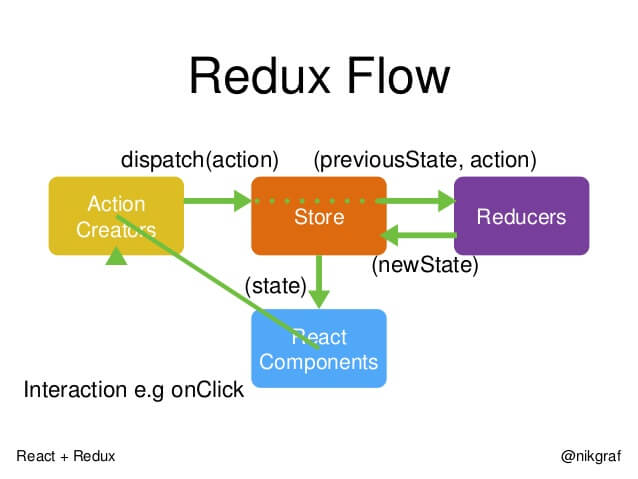 Redux Flow
dispatch(action)
(previousState, action)
Action
Creators
Store
Reducers
(newState)
(state)
React
Components
Interaction e.g onClick
React + Redux
@nikgraf